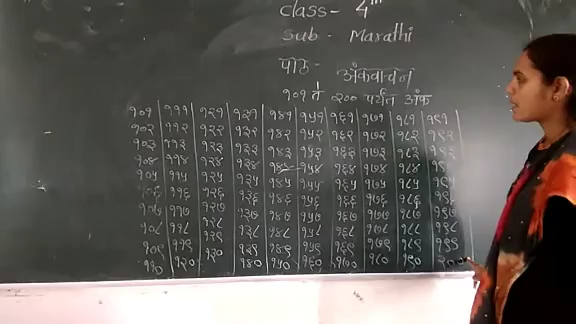 class- 4th
Sub - Marathi
पाठ- अंकवाचन
१०१ ते २०० पर्यंत अंक
१०१ १११ १२१ १३१ १४१ १५१ १६१ १७१ १८१ १९१
१०२ ११२ १२२ १३२ १४२ १५२ १६२ १७२ १८२ १९२
१०३ ११३ १२३ १३३ १४३ १५३ १६३ १७३ १८३ १९३
१०४ ११४ १२४ १३४ १४४ १५४ १६४ १७४ १८४
१०५ ११५ १२५ १३५ १४५ १५५ १६५ १७५ १८५ १९५
१०६ ११६ १२६ १३६ १४६ १५६ १६६ १७६ १८६ १९६
१०७ ११७ १२७ १३७ १४७ १५७ १६७ १७७ १८७ १९७
१०८ ११८ १२८ १३८ १४८ १५८ १६८ १७८ १८८ १९८
१०९ ११९ १२९ १३९ १४९ १५९ १६९ १७९ १८९ १९९
११० १२० १३० १४० १५० १६० १७० १८० १९० २००